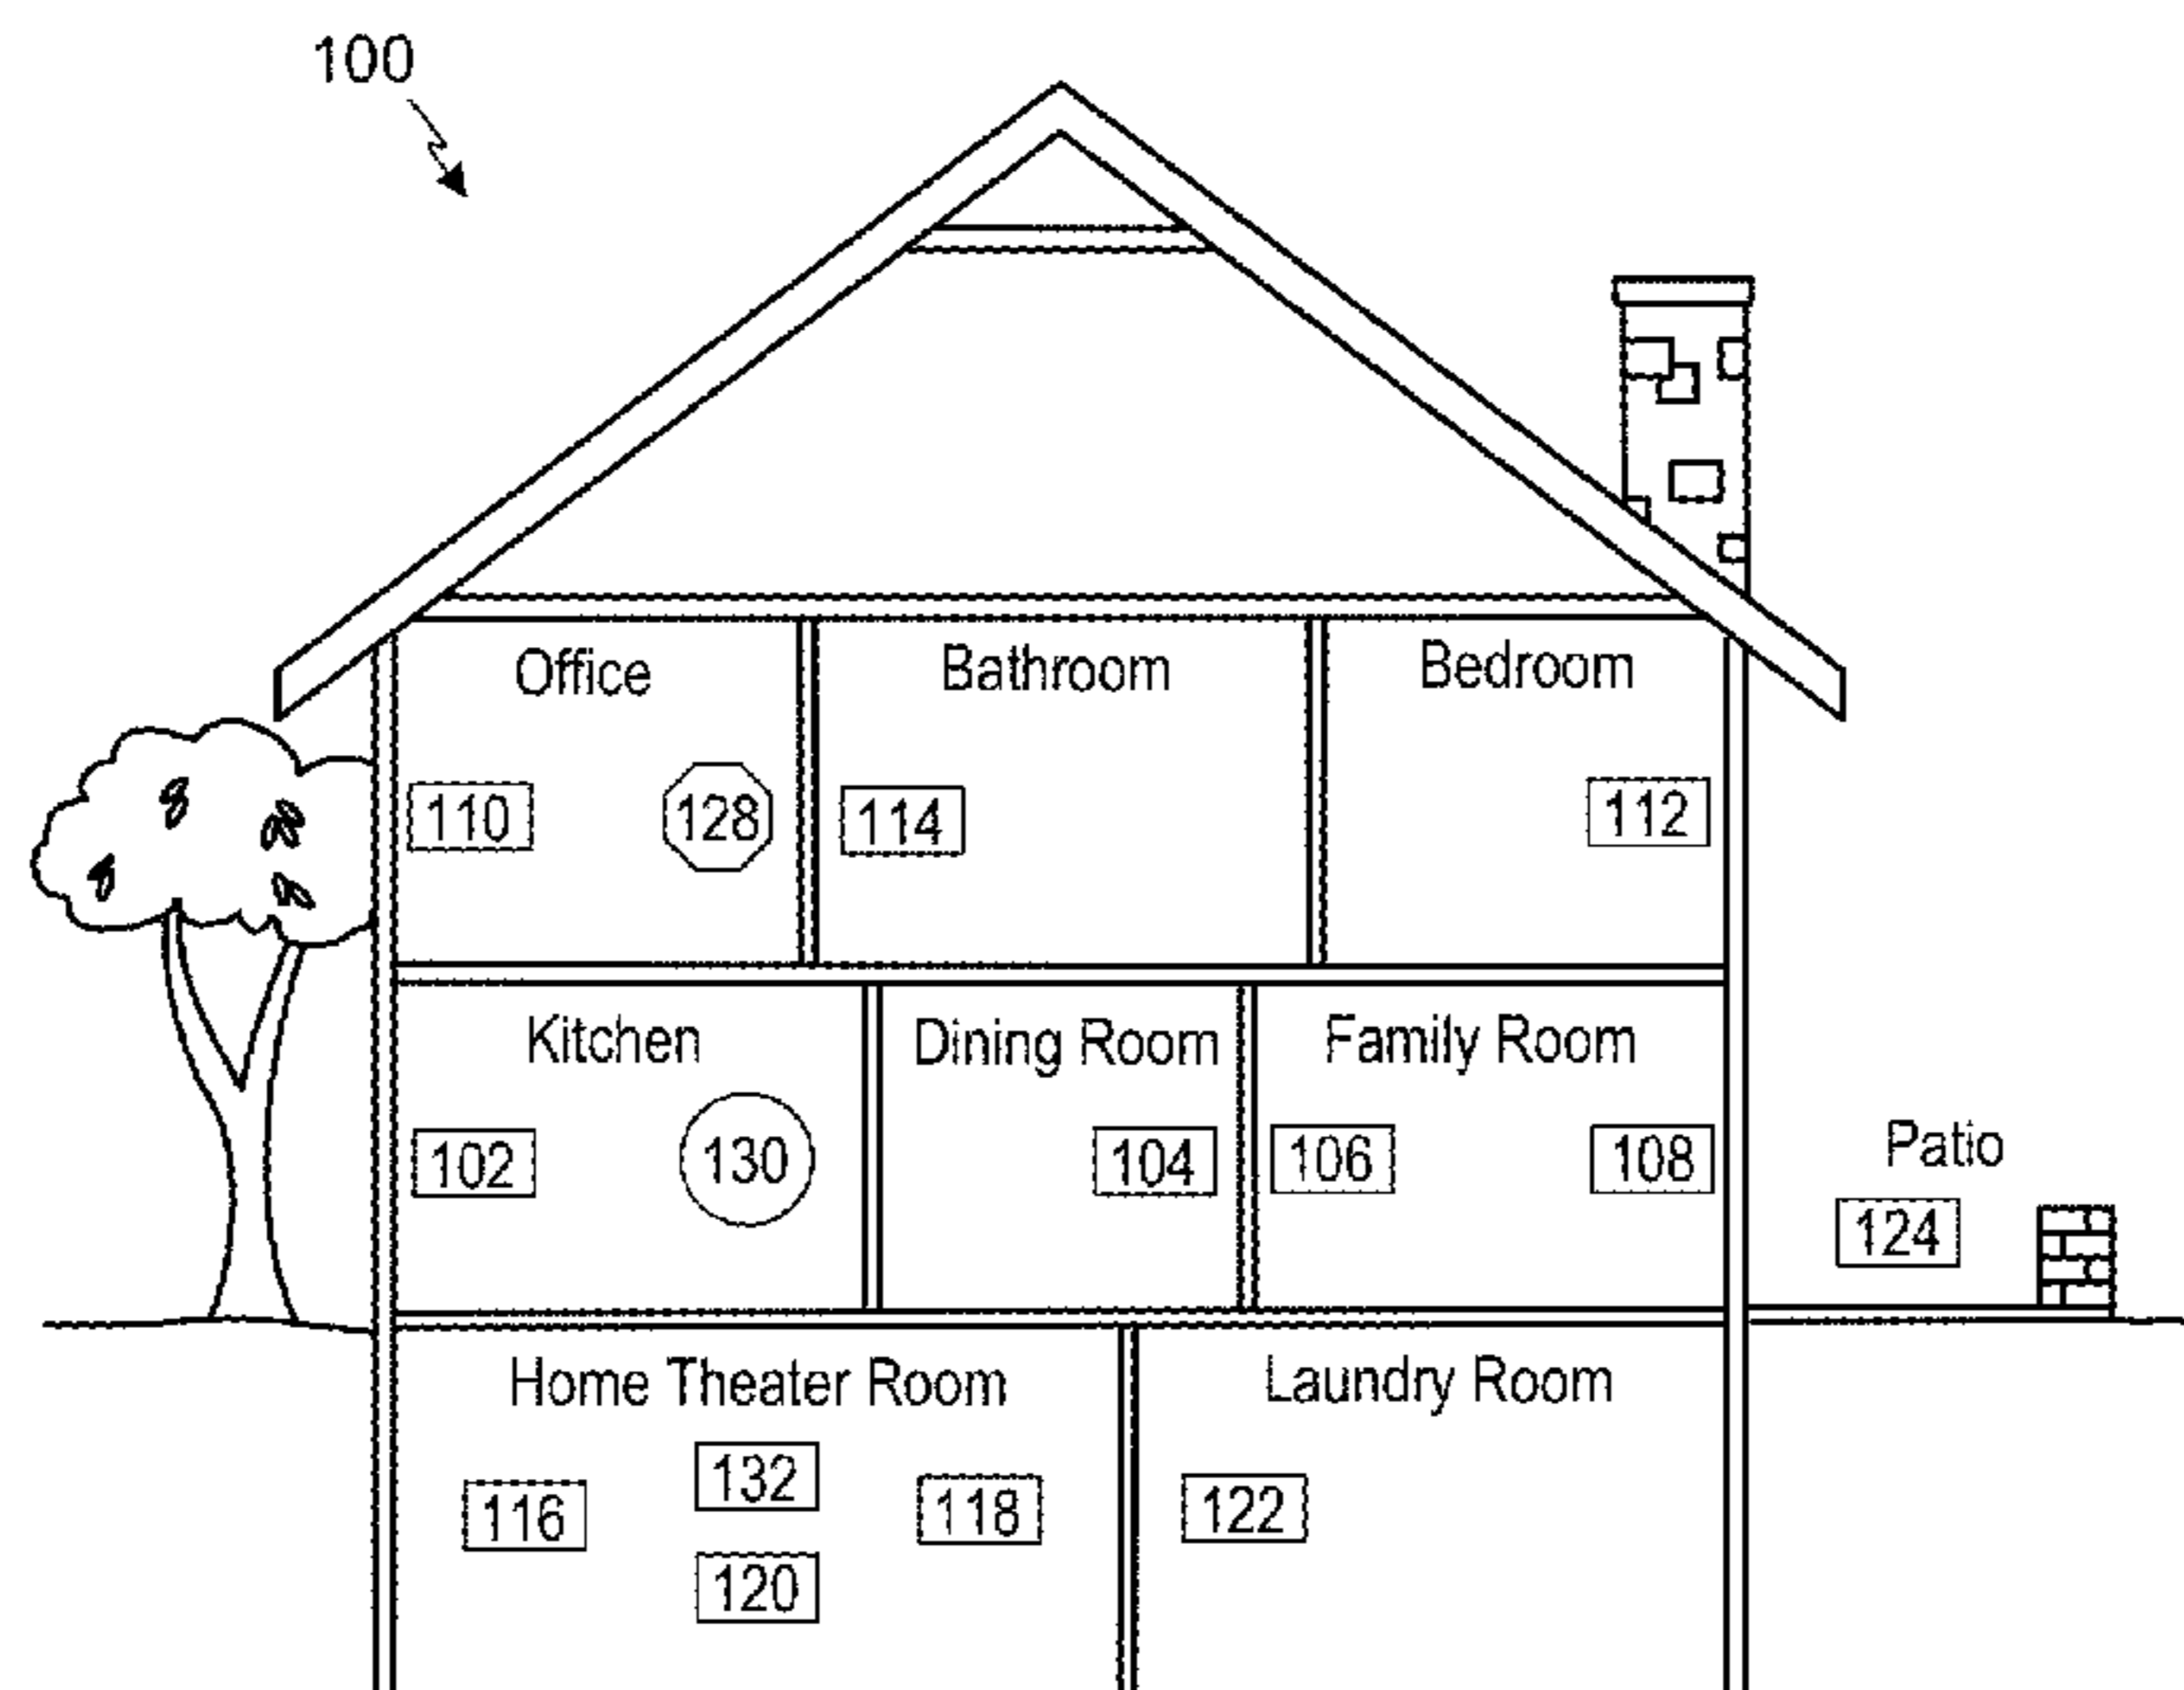 100
Office
Bathroom
Bedroom
110
128
114
112
Kitchen
Dining Room
Family Room
102
130
104
106
108
Patio
124
Home Theater Room
Laundry Room
132
116
118
122
120